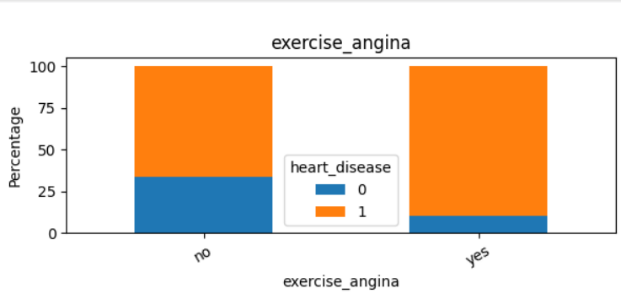 exercise_angina
100
75
50
25
0
Percentage
heart_disease
0
1
no
yes
exercise_angina